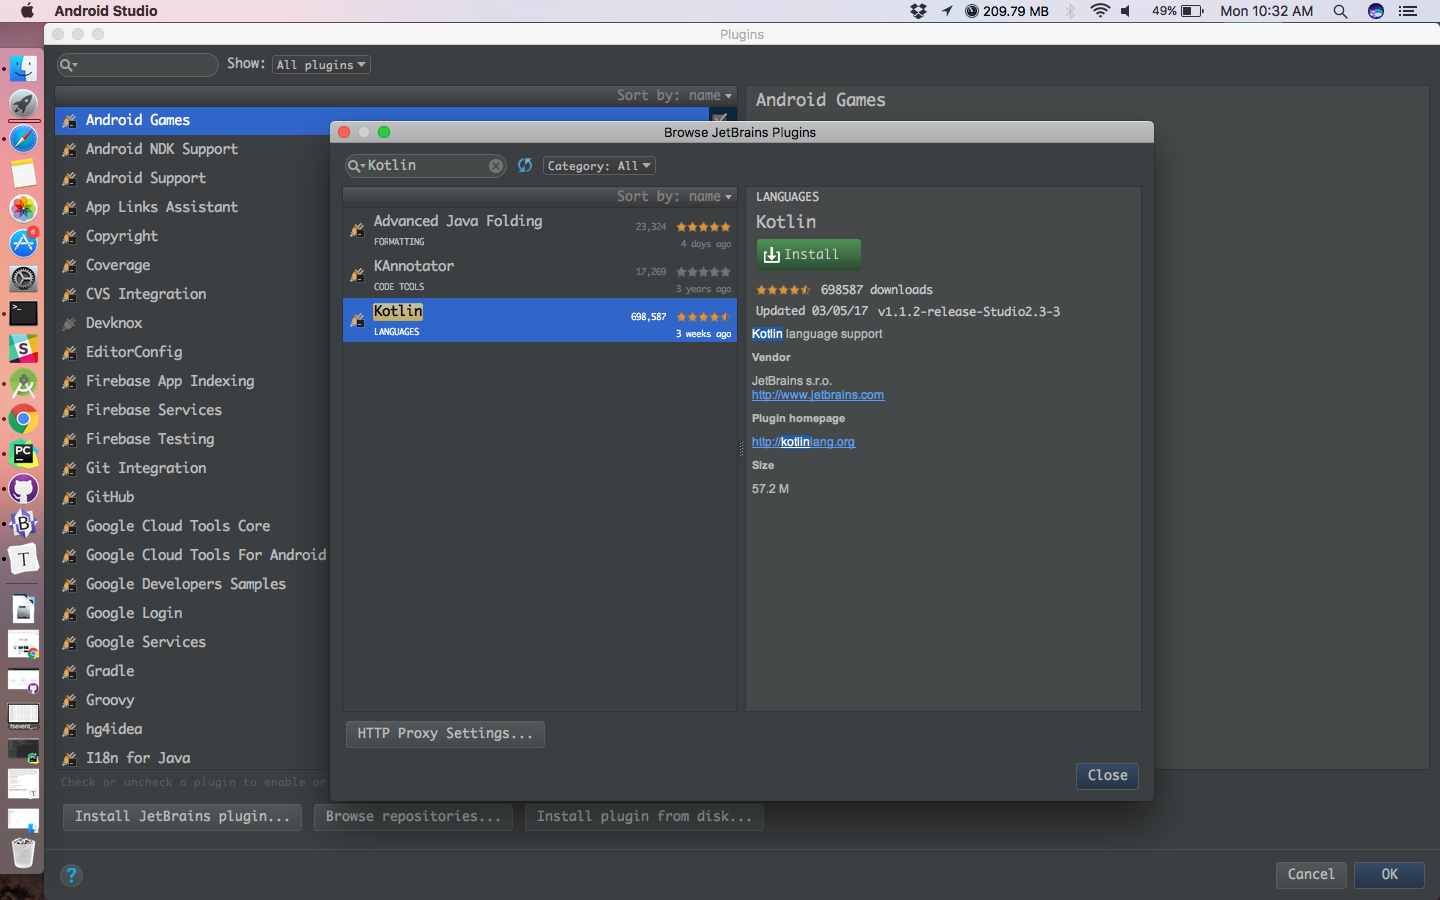 Android Studio
209.79 MB
49%
Mon 10:32 AM
Plugins
Show: All plugins
Sort by: name
Android Games
Android NDK Support
Android Support
App Links Assistant
Copyright
Coverage
CVS Integration
Devknox
EditorConfig
Firebase App Indexing
Firebase Services
Firebase Testing
Git Integration
GitHub
Google Cloud Tools Core
Google Cloud Tools For Android
Google Developers Samples
Google Login
Google Services
Gradle
Groovy
hg4idea
I18n for Java
Check or uncheck a plugin to enable or
Install JetBrains plugin...
Browse repositories...
Install plugin from disk...
Android Games
Browse JetBrains Plugins
Kotlin
Category: All
Sort by: name
Advanced Java Folding
23,324
FORMATTING
4 days ago
KAnnotator
17,269
CODE TOOLS
3 years ago
Kotlin
698,587
LANGUAGES
3 weeks ago
LANGUAGES
Kotlin
Install
698587 downloads
Updated 03/05/17 v1.1.2-release-Studio2.3-3
Kotlin language support
Vendor
JetBrains s.r.o.
http://www.jetbrains.com
Plugin homepage
http://kotlinlang.org
Size
57.2 M
HTTP Proxy Settings...
Close
?
Cancel
OK
6
S
PC
B
T